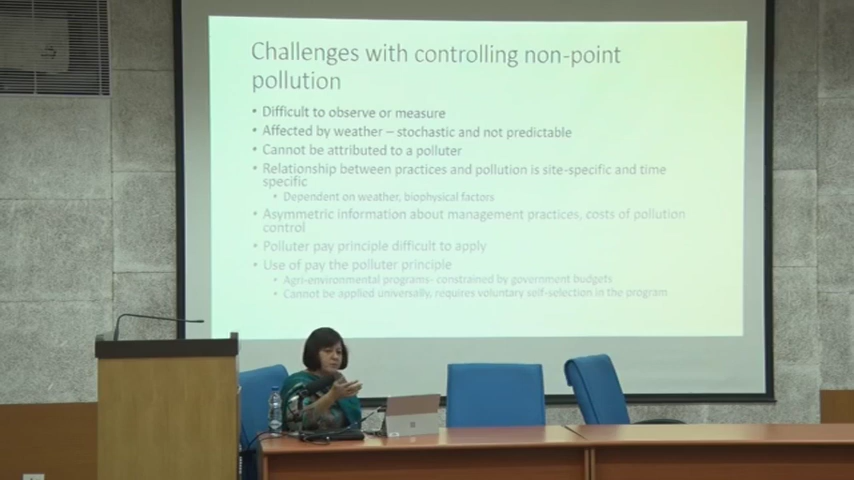 Challenges with controlling non-point
pollution
• Difficult to observe or measure
• Affected by weather – stochastic and not predictable
• Cannot be attributed to a polluter
• Relationship between practices and pollution is site-specific and time
specific
• Dependent on weather, biophysical factors
• Asymmetric information about management practices, costs of pollution
control
• Polluter pay principle difficult to apply
• Use of pay the polluter principle
• Agri-environmental programs- constrained by government budgets
• Cannot be applied universally, requires voluntary self-selection in the program